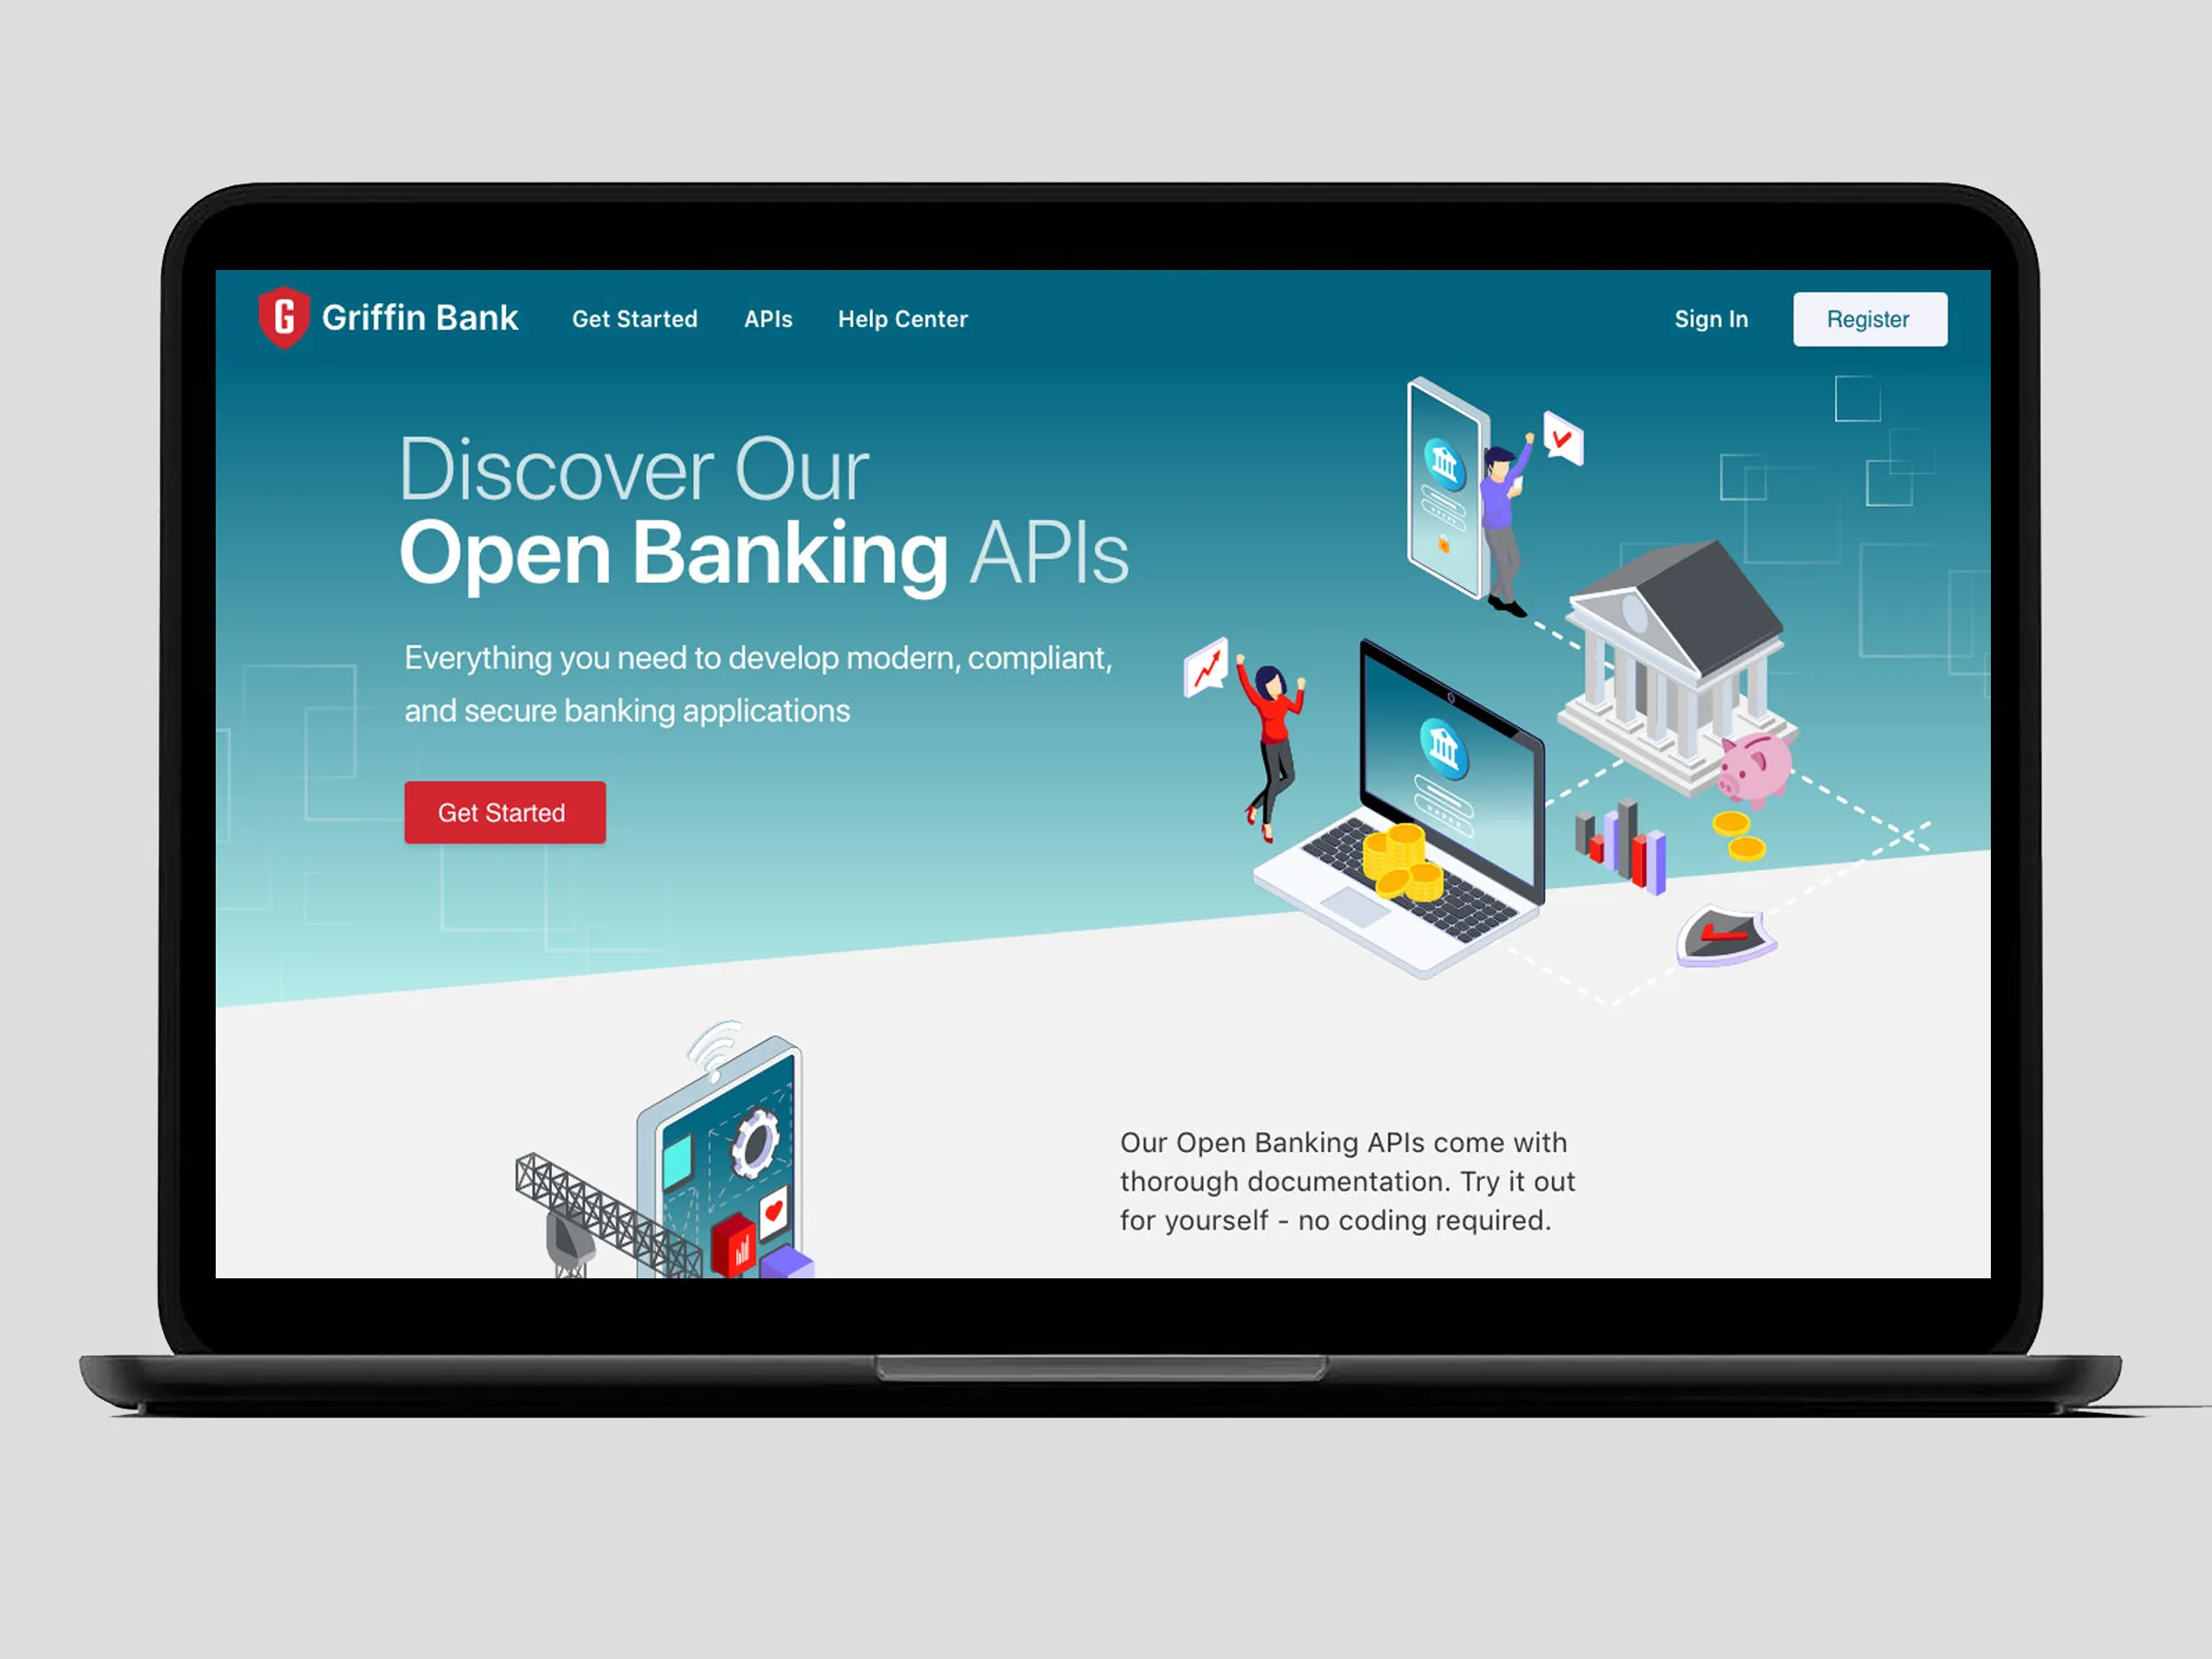 G Griffin Bank Get Started APIs Help Center Sign In Register
Discover Our
Open Banking APIs
Everything you need to develop modern, compliant,
and secure banking applications
Get Started
Our Open Banking APIs come with
thorough documentation. Try it out
for yourself - no coding required.